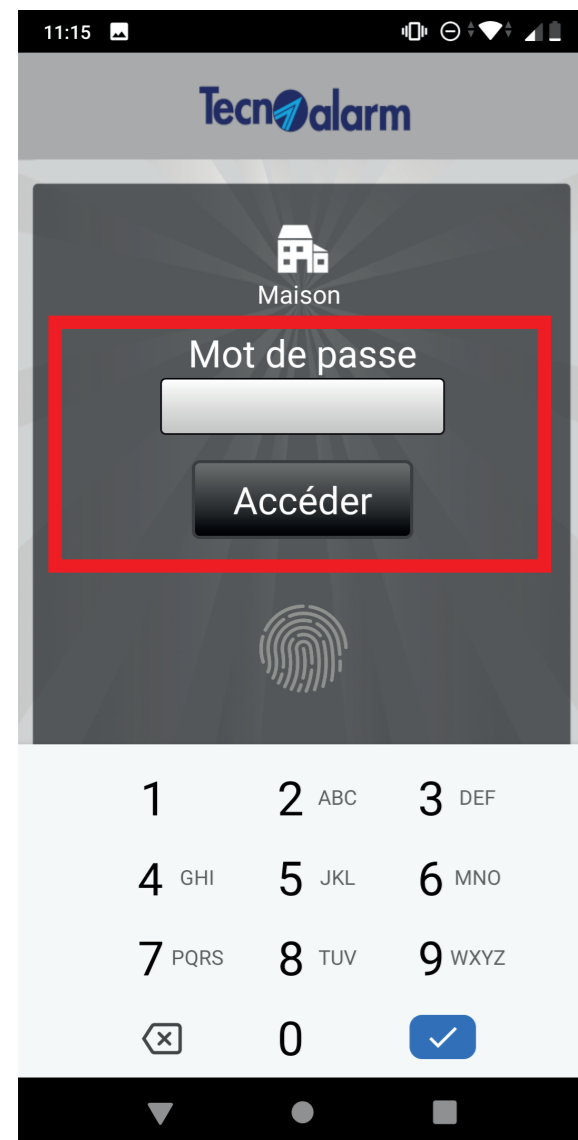 11:15
Tecnoalarm
Maison
Mot de passe
Accéder
1 2 ABC 3 DEF
4 GHI 5 JKL 6 MNO
7 PQRS 8 TUV 9 WXYZ
0